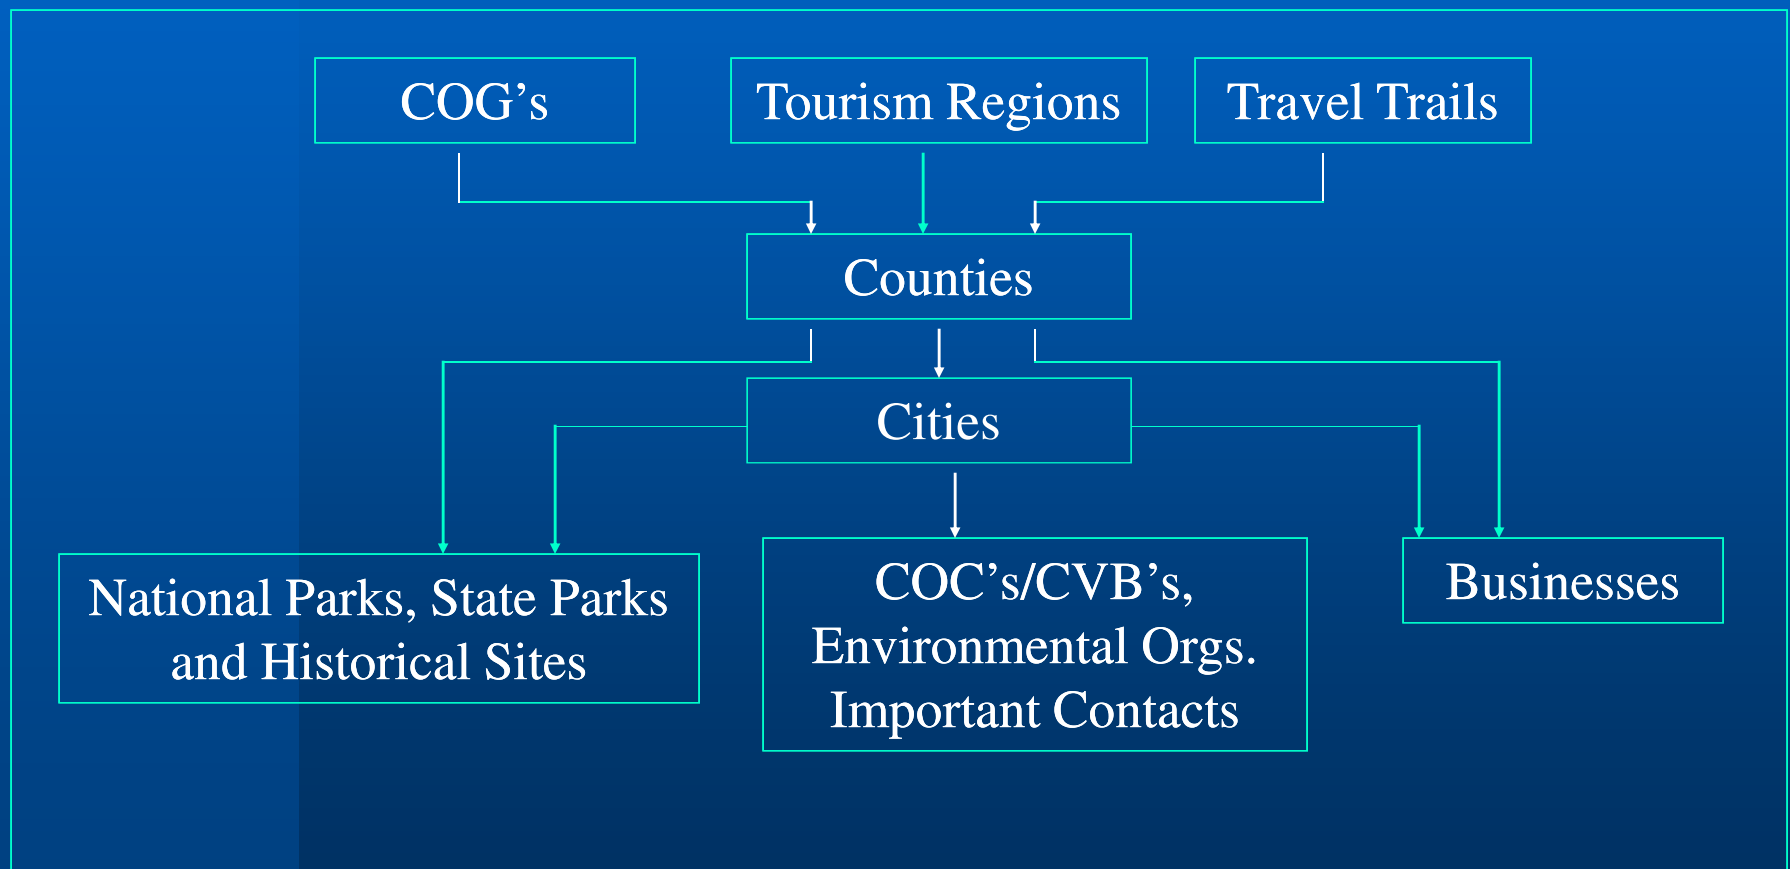 COG’s
Tourism Regions
Travel Trails
Counties
Cities
National Parks, State Parks
and Historical Sites
COC’s/CVB’s,
Environmental Orgs.
Important Contacts
Businesses